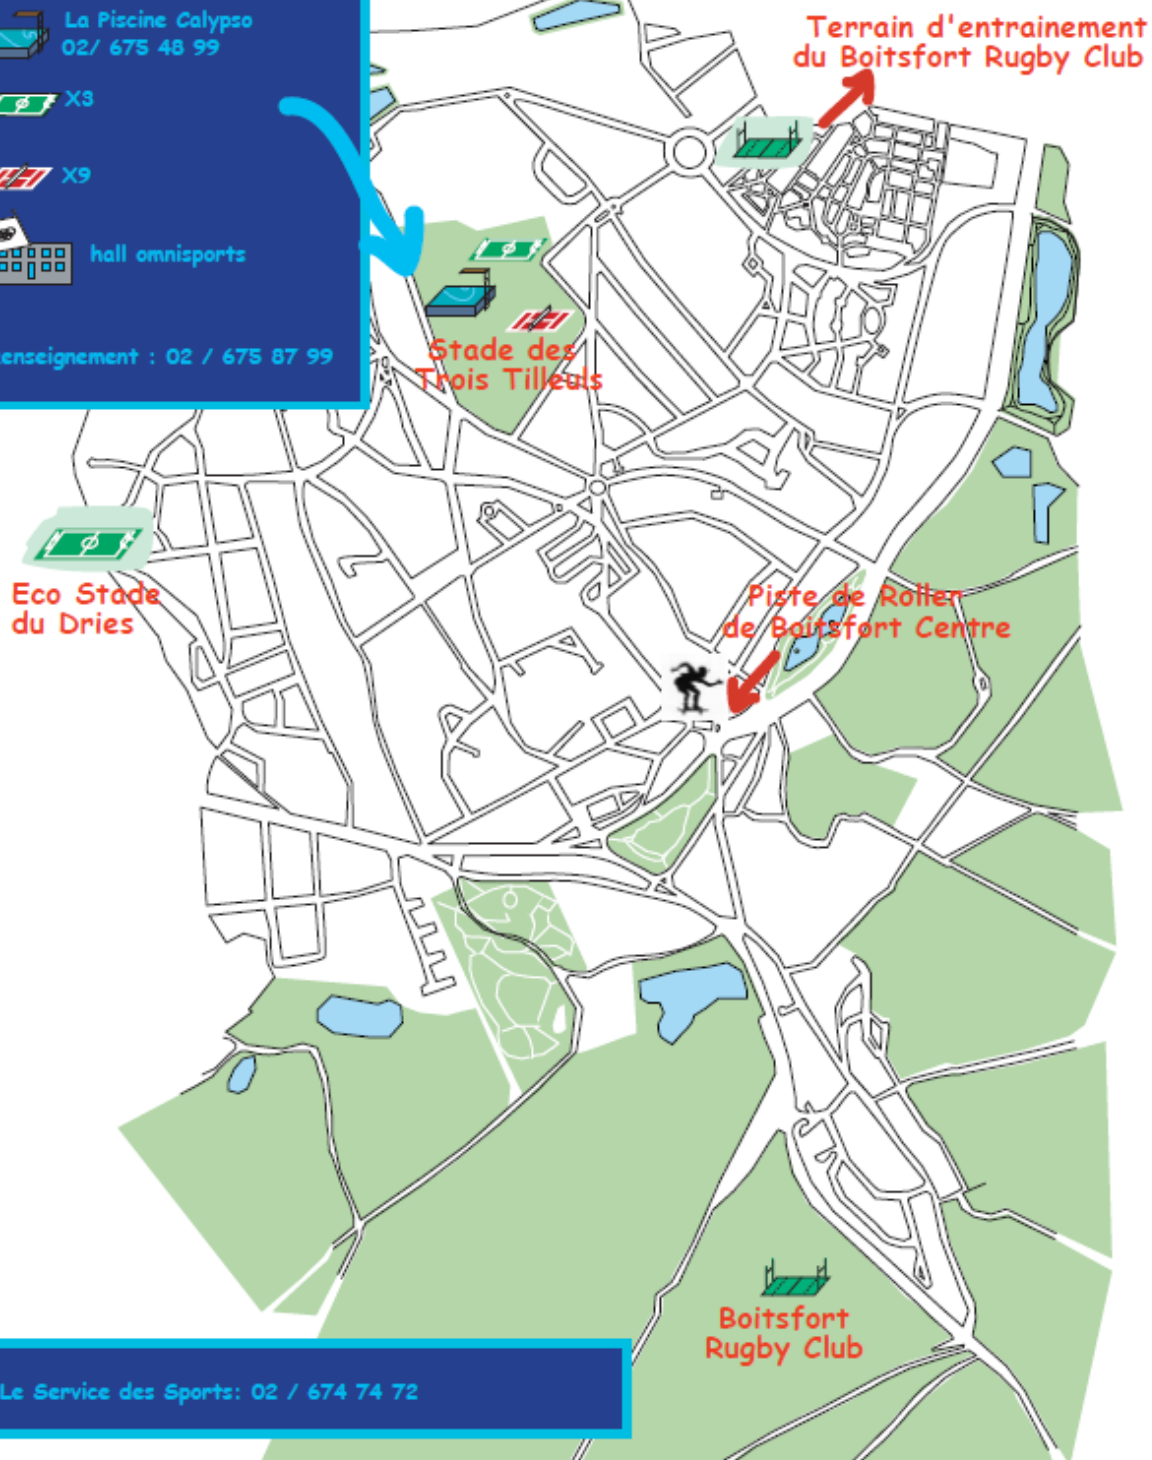 La Piscine Calypso
02/ 675 48 99
X3
X9
hall omnisports
enseignement : 02 / 675 87 99
Terrain d'entrainement
du Boitsfort Rugby Club
Stade des
Trois Tilleuls
Eco Stade
du Dries
Piste de Roller
de Boitsfort Centre
Boitsfort
Rugby Club
Le Service des Sports: 02 / 674 74 72